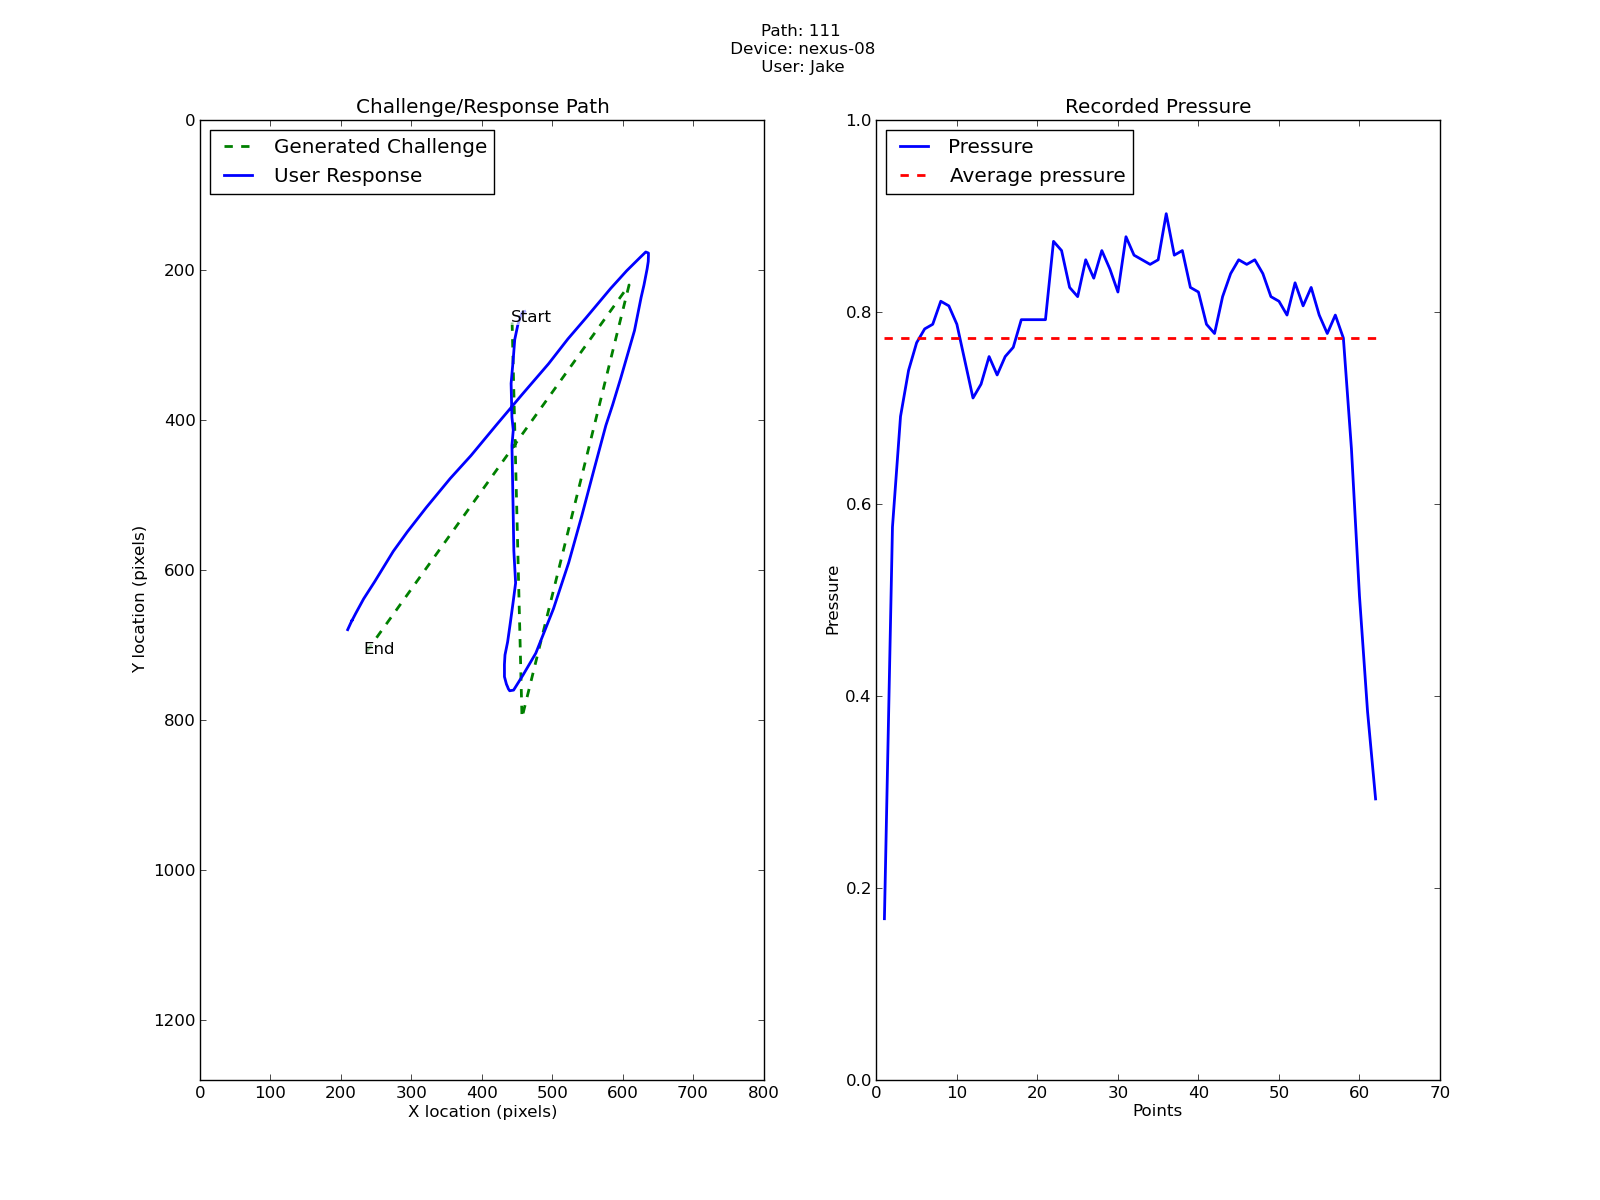 Path: 111
Device: nexus-08
User: Jake
Challenge/Response Path
Generated Challenge
User Response
Start
End
0
200
400
600
800
1000
1200
Y location (pixels)
0 100 200 300 400 500 600 700 800
X location (pixels)
Recorded Pressure
Pressure
Average pressure
1.0
0.8
0.6
0.4
0.2
0.0
Pressure
0 10 20 30 40 50 60 70
Points